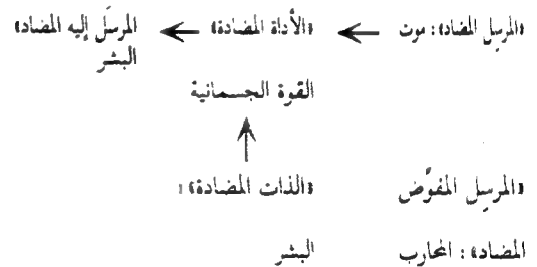 «المرسِل المضاد»: موت ← «الأداة المضادة» ← المرسَل إليه المضاد»
البشر
القوة الجسمانية
↑
«المرسِل المفوَّض «الذات المضادة»:
المضاد»: المحارب البشر